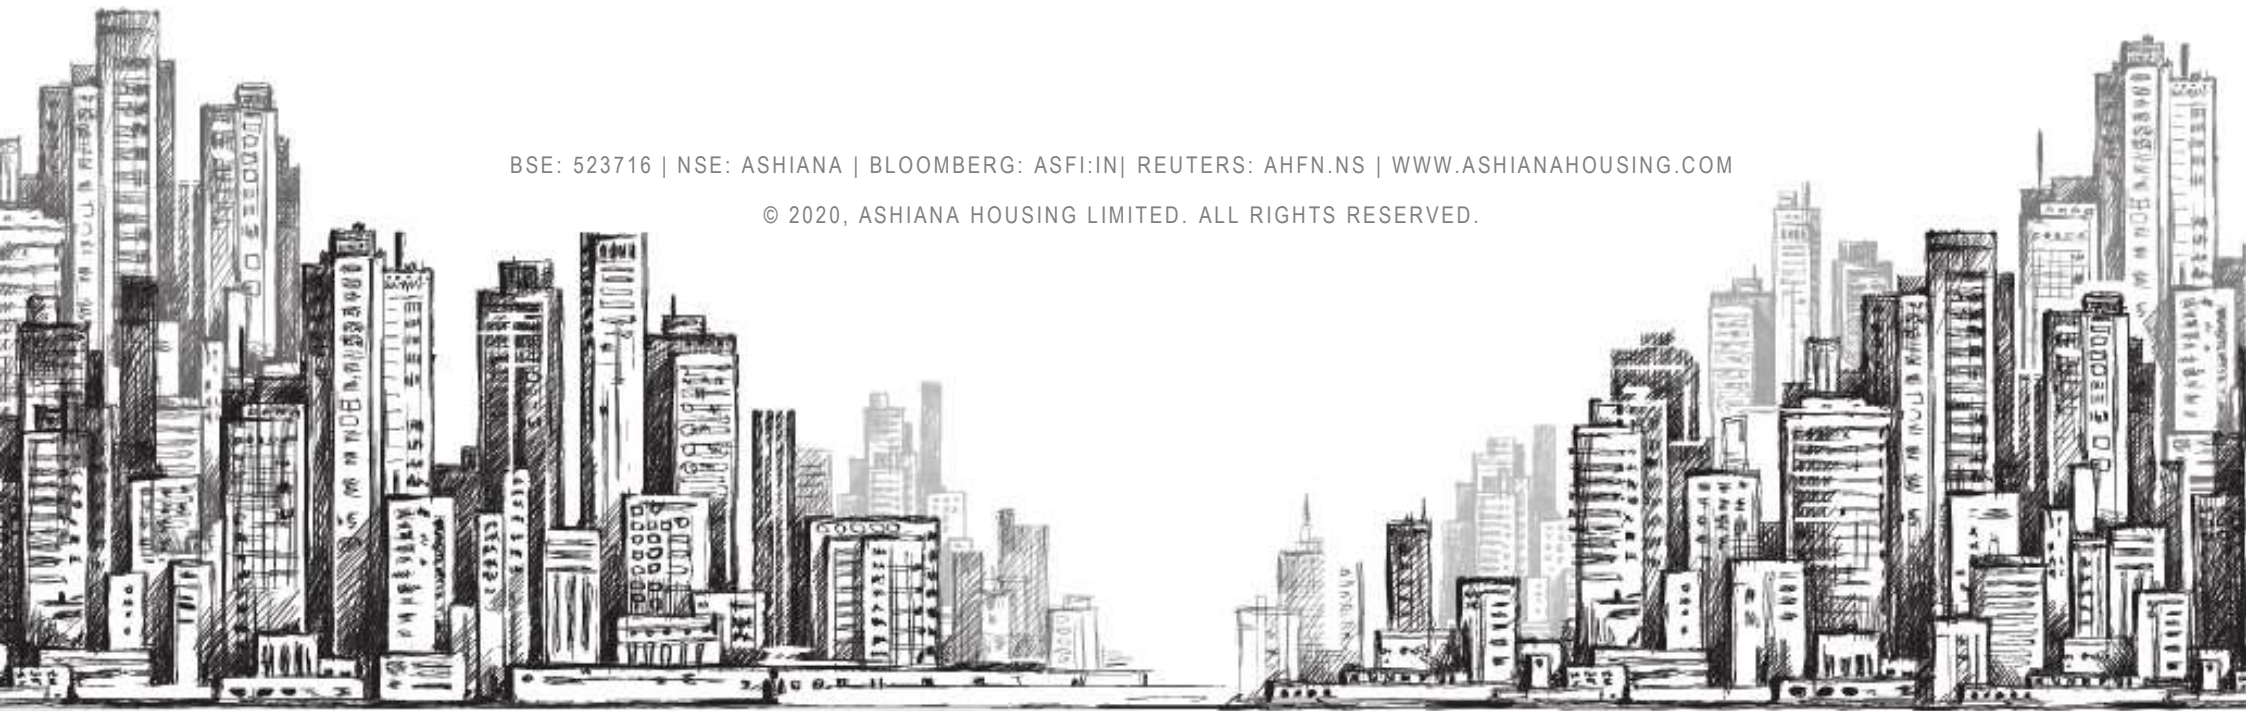 BSE: 523716 | NSE: ASHIANA | BLOOMBERG: ASFI:IN| REUTERS: AHFN.NS | WWW.ASHIANAHOUSING.COM
© 2020, ASHIANA HOUSING LIMITED. ALL RIGHTS RESERVED.